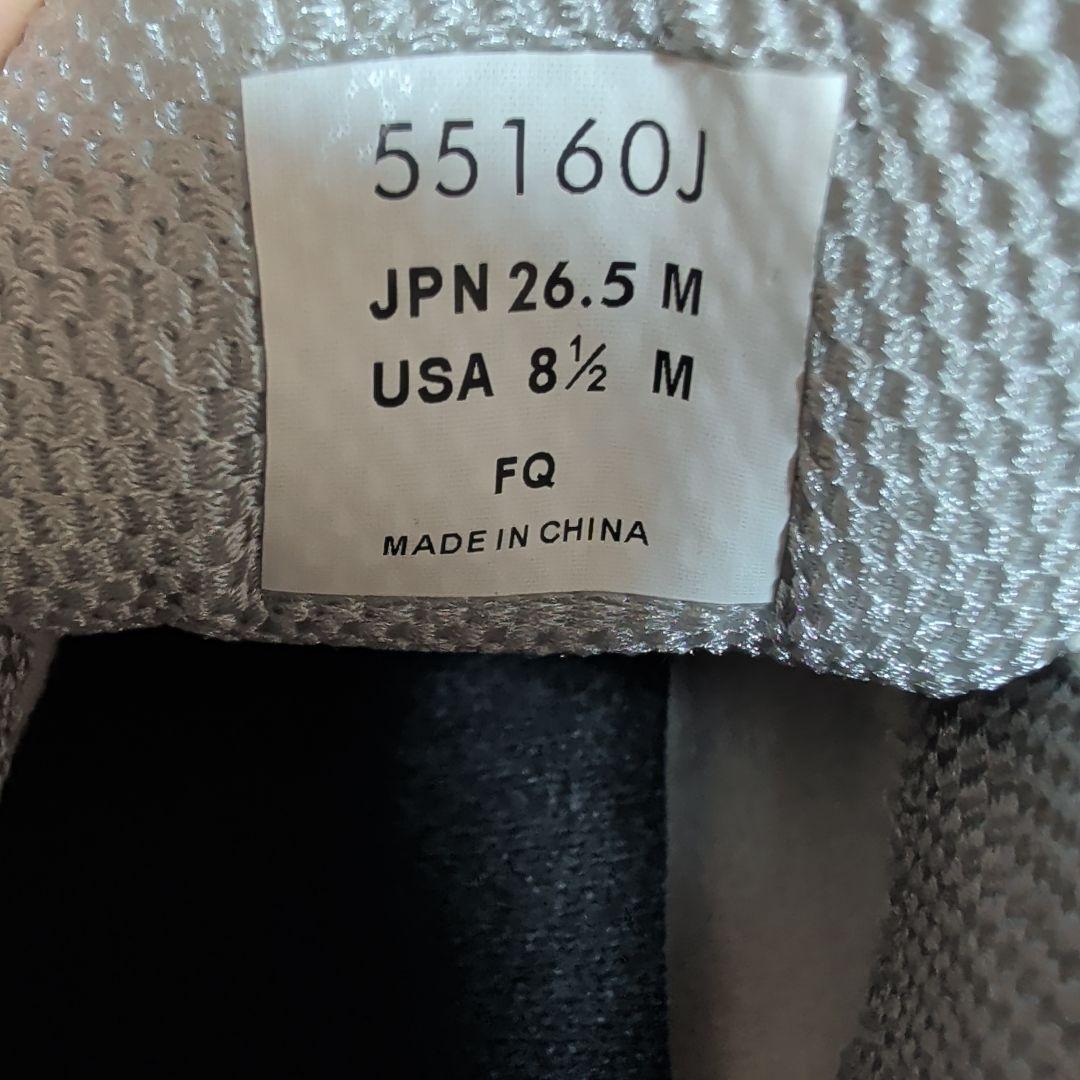 55160J
JPN 26.5 M
USA 8½ M
FQ
MADE IN CHINA